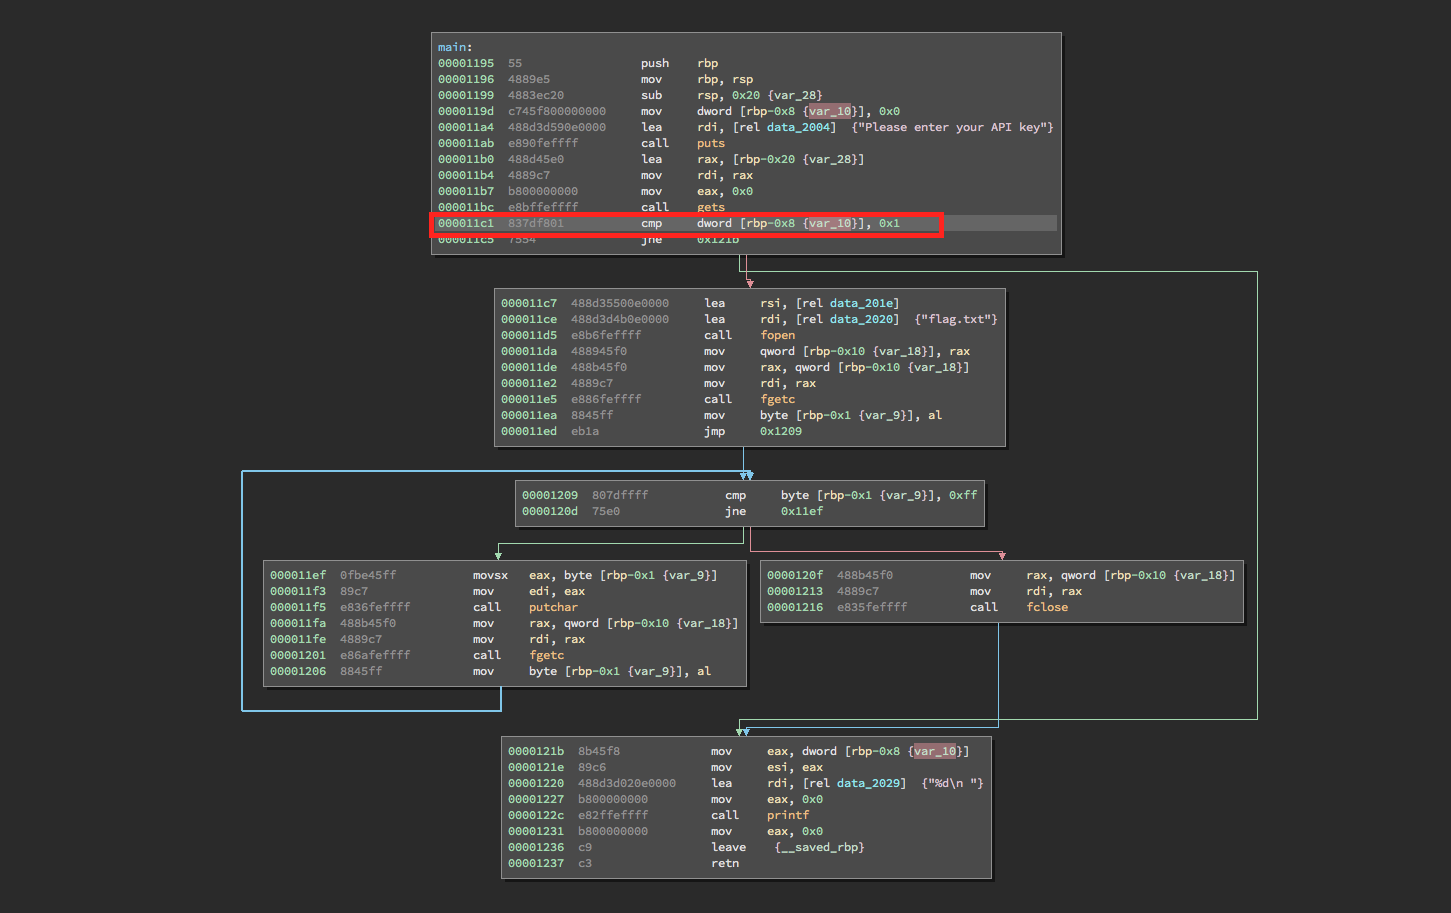 main:
00001195 55 push rbp
00001196 4889e5 mov rbp, rsp
00001199 4883ec20 sub rsp, 0x20 {var_28}
0000119d c745f800000000 mov dword [rbp-0x8 {var_10}], 0x0
000011a4 488d3d590e0000 lea rdi, [rel data_2004] {"Please enter your API key"}
000011ab e890feffff call puts
000011b0 488d45e0 lea rax, [rbp-0x20 {var_28}]
000011b4 4889c7 mov rdi, rax
000011b7 b800000000 mov eax, 0x0
000011bc e8bffeffff call gets
000011c1 837df801 cmp dword [rbp-0x8 {var_10}], 0x1
000011c5 7554 jne 0x121b
000011c7 488d35500e0000 lea rsi, [rel data_201e]
000011ce 488d3d4b0e0000 lea rdi, [rel data_2020] {"flag.txt"}
000011d5 e8b6feffff call fopen
000011da 488945f0 mov qword [rbp-0x10 {var_18}], rax
000011de 488b45f0 mov rax, qword [rbp-0x10 {var_18}]
000011e2 4889c7 mov rdi, rax
000011e5 e886feffff call fgetc
000011ea 8845ff mov byte [rbp-0x1 {var_9}], al
000011ed eb1a jmp 0x1209
00001209 807dffff cmp byte [rbp-0x1 {var_9}], 0xff
0000120d 75e0 jne 0x11ef
000011ef 0fbe45ff movsx eax, byte [rbp-0x1 {var_9}]
000011f3 89c7 mov edi, eax
000011f5 e836feffff call putchar
000011fa 488b45f0 mov rax, qword [rbp-0x10 {var_18}]
000011fe 4889c7 mov rdi, rax
00001201 e86afeffff call fgetc
00001206 8845ff mov byte [rbp-0x1 {var_9}], al
0000120f 488b45f0 mov rax, qword [rbp-0x10 {var_18}]
00001213 4889c7 mov rdi, rax
00001216 e835feffff call fclose
0000121b 8b45f8 mov eax, dword [rbp-0x8 {var_10}]
0000121e 89c6 mov esi, eax
00001220 488d3d020e0000 lea rdi, [rel data_2029] {"%d\n "}
00001227 b800000000 mov eax, 0x0
0000122c e82ffeffff call printf
00001231 b800000000 mov eax, 0x0
00001236 c9 leave {__saved_rbp}
00001237 c3 retn